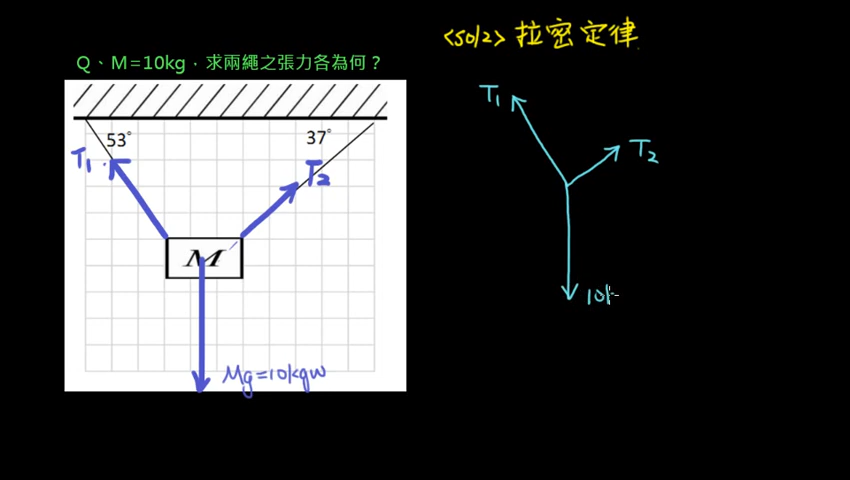 Q、M=10kg，求兩繩之張力各為何？
53°
37°
T₁
T₂
M
Mg=10kgw
<sol2> 拉密定律
T₁
T₂
10k